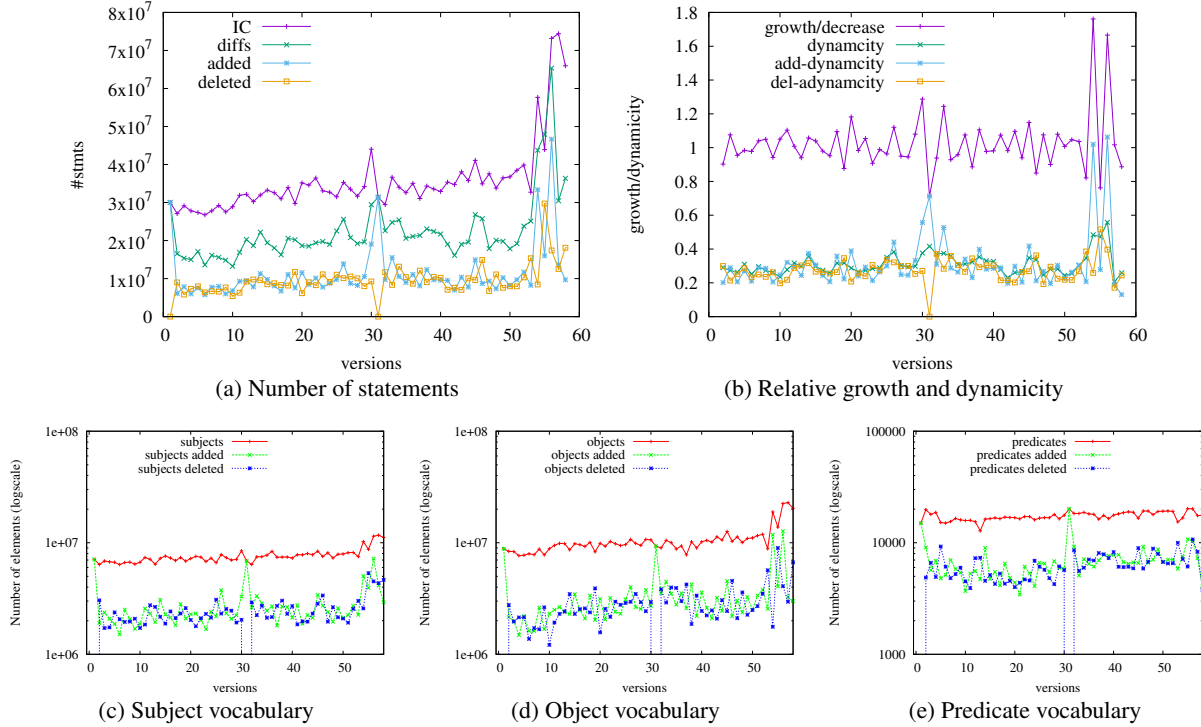 IC
diffs
added
deleted
8x10^7
7x10^7
6x10^7
5x10^7
4x10^7
3x10^7
2x10^7
1x10^7
0
#stmts
0 10 20 30 40 50 60
versions
(a) Number of statements
growth/decrease
dynamcity
add-dynamcity
del-adynamcity
1.8
1.6
1.4
1.2
1
0.8
0.6
0.4
0.2
0
growth/dynamicity
0 10 20 30 40 50 60
versions
(b) Relative growth and dynamicity
subjects
subjects added
subjects deleted
1e+08
1e+07
1e+06
Number of elements (logscale)
0 10 20 30 40 50
versions
(c) Subject vocabulary
objects
objects added
objects deleted
1e+08
1e+07
1e+06
Number of elements (logscale)
0 10 20 30 40 50
versions
(d) Object vocabulary
predicates
predicates added
predicates deleted
100000
10000
1000
Number of elements (logscale)
0 10 20 30 40 50
versions
(e) Predicate vocabulary